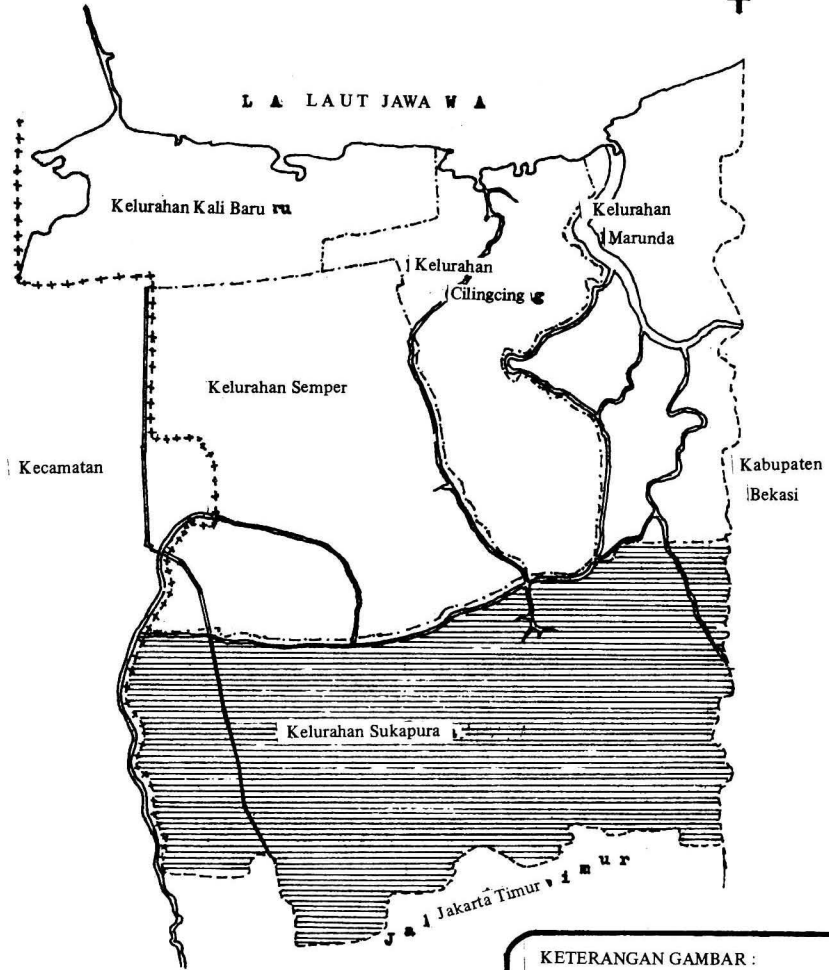 L A LAUT JAWA W A
Kelurahan Kali Baru ru
Kelurahan
Marunda
Kelurahan
Cilingcing g
Kelurahan Semper
Kecamatan
Kabupaten
Bekasi
Kelurahan Sukapura
J a l Jakarta Timur i m u r
KETERANGAN GAMBAR :